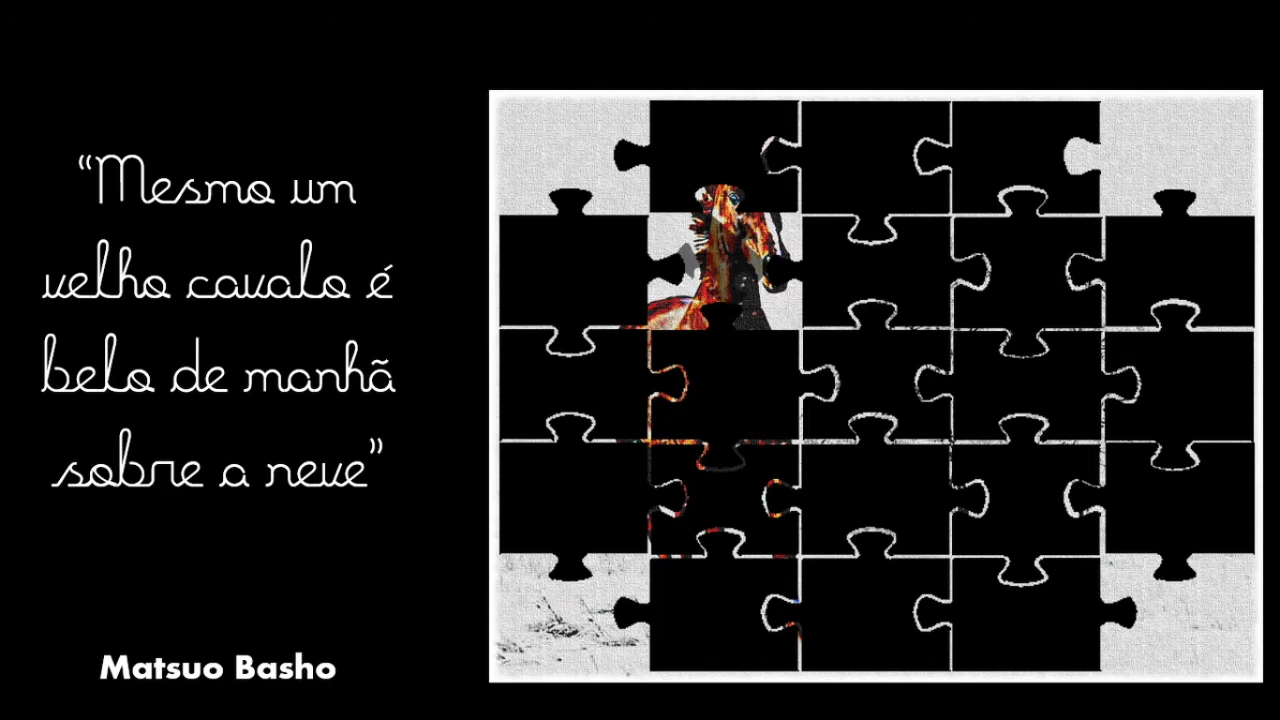 “Mesmo um
velho cavalo é
belo de manhã
sobre a neve”
Matsuo Basho